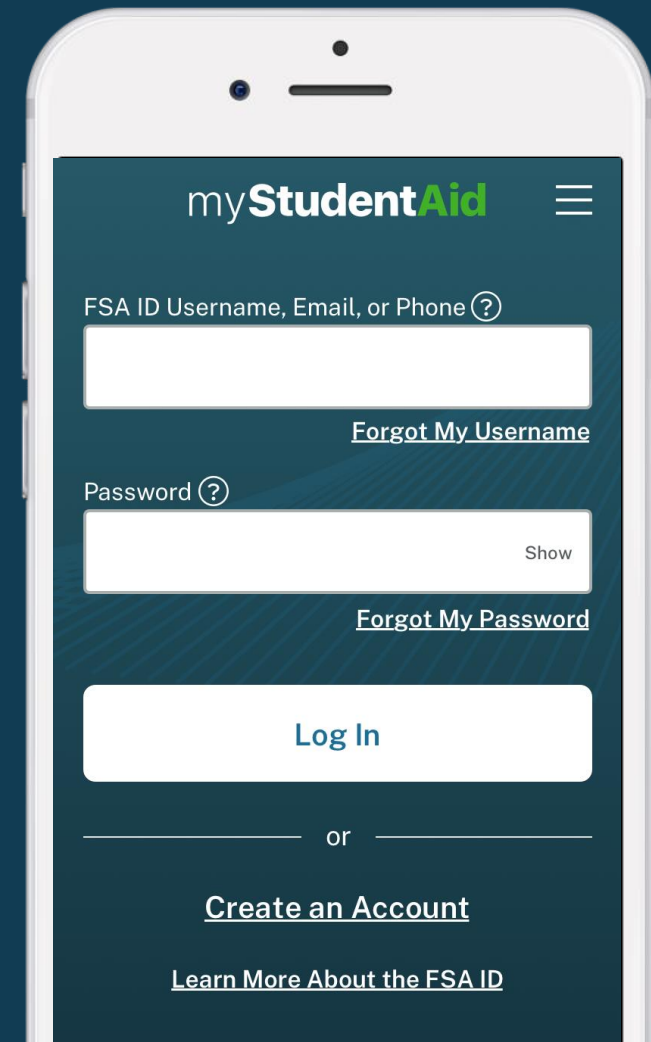 myStudentAid
FSA ID Username, Email, or Phone ?
Forgot My Username
Password ?
Show
Forgot My Password
Log In
or
Create an Account
Learn More About the FSA ID